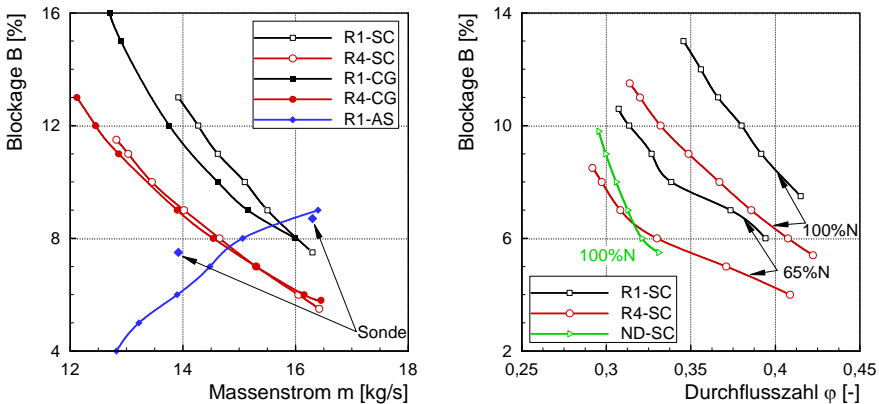 Blockage B [%]
16
12
8
4
12
14
16
18
Massenstrom m [kg/s]
R1-SC
R4-SC
R1-CG
R4-CG
R1-AS
Sonde
Blockage B [%]
14
10
6
2
0,25
0,3
0,35
0,4
0,45
Durchflusszahl φ [-]
100%N
65%N
100%N
R1-SC
R4-SC
ND-SC